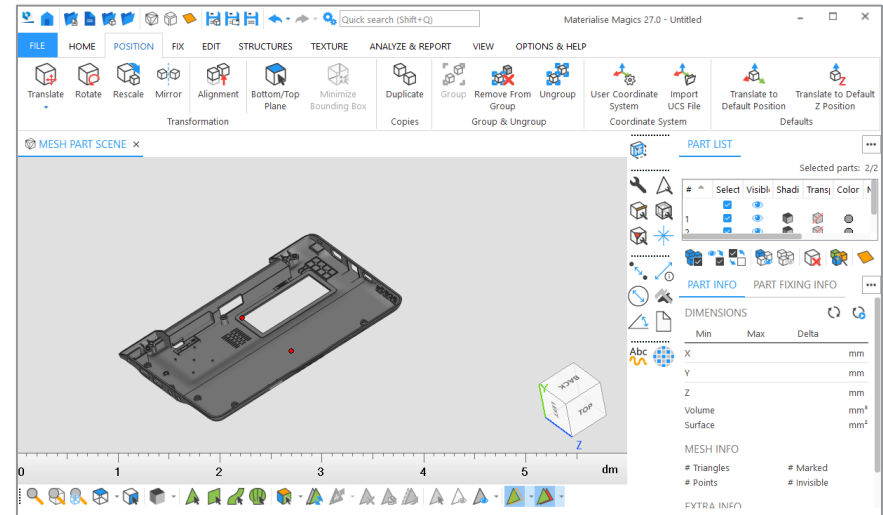 Quick search (Shift+Q)
Materialise Magics 27.0 - Untitled
FILE HOME POSITION FIX EDIT STRUCTURES TEXTURE ANALYZE & REPORT VIEW OPTIONS & HELP
Translate Rotate Rescale Mirror Alignment Bottom/Top Plane Minimize Bounding Box Duplicate Group Remove From Group Ungroup User Coordinate System Import UCS File Translate to Default Position Translate to Default Z Position
Transformation Copies Group & Ungroup Coordinate System Defaults
MESH PART SCENE
PART LIST
Selected parts: 2/2
# Select Visibl Shadi Transp Color
1
2
PART INFO PART FIXING INFO
DIMENSIONS
Min Max Delta
X mm
Y mm
Z mm
Volume mm³
Surface mm²
MESH INFO
# Triangles # Marked
# Points # Invisible
EXTRA INFO
Abc
BACK
LEFT TOP
Y
Z
0 1 2 3 4 5 dm